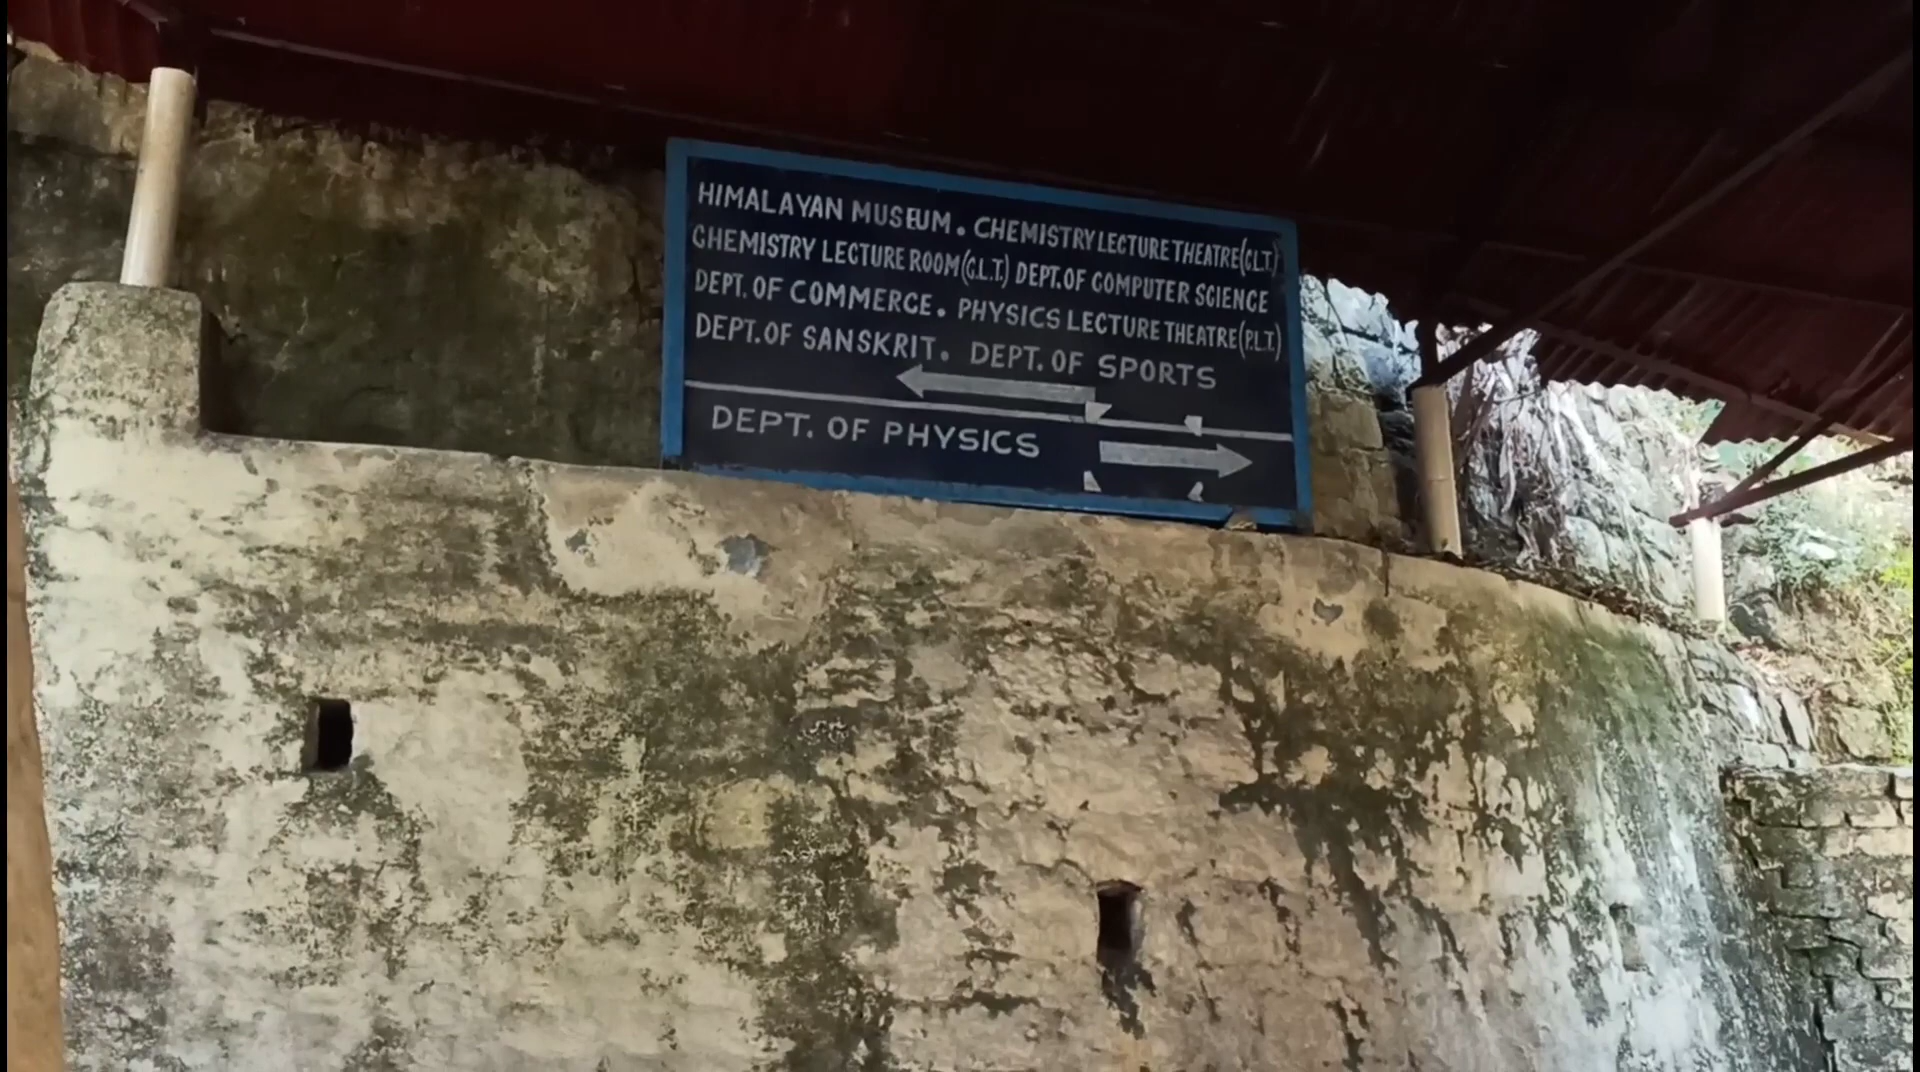 HIMALAYAN MUSEUM. CHEMISTRY LECTURE THEATRE (C.L.T.)
CHEMISTRY LECTURE ROOM (C.L.T.) DEPT. OF COMPUTER SCIENCE
DEPT. OF COMMERCE. PHYSICS LECTURE THEATRE (P.L.T.)
DEPT. OF SANSKRIT. DEPT. OF SPORTS
DEPT. OF PHYSICS